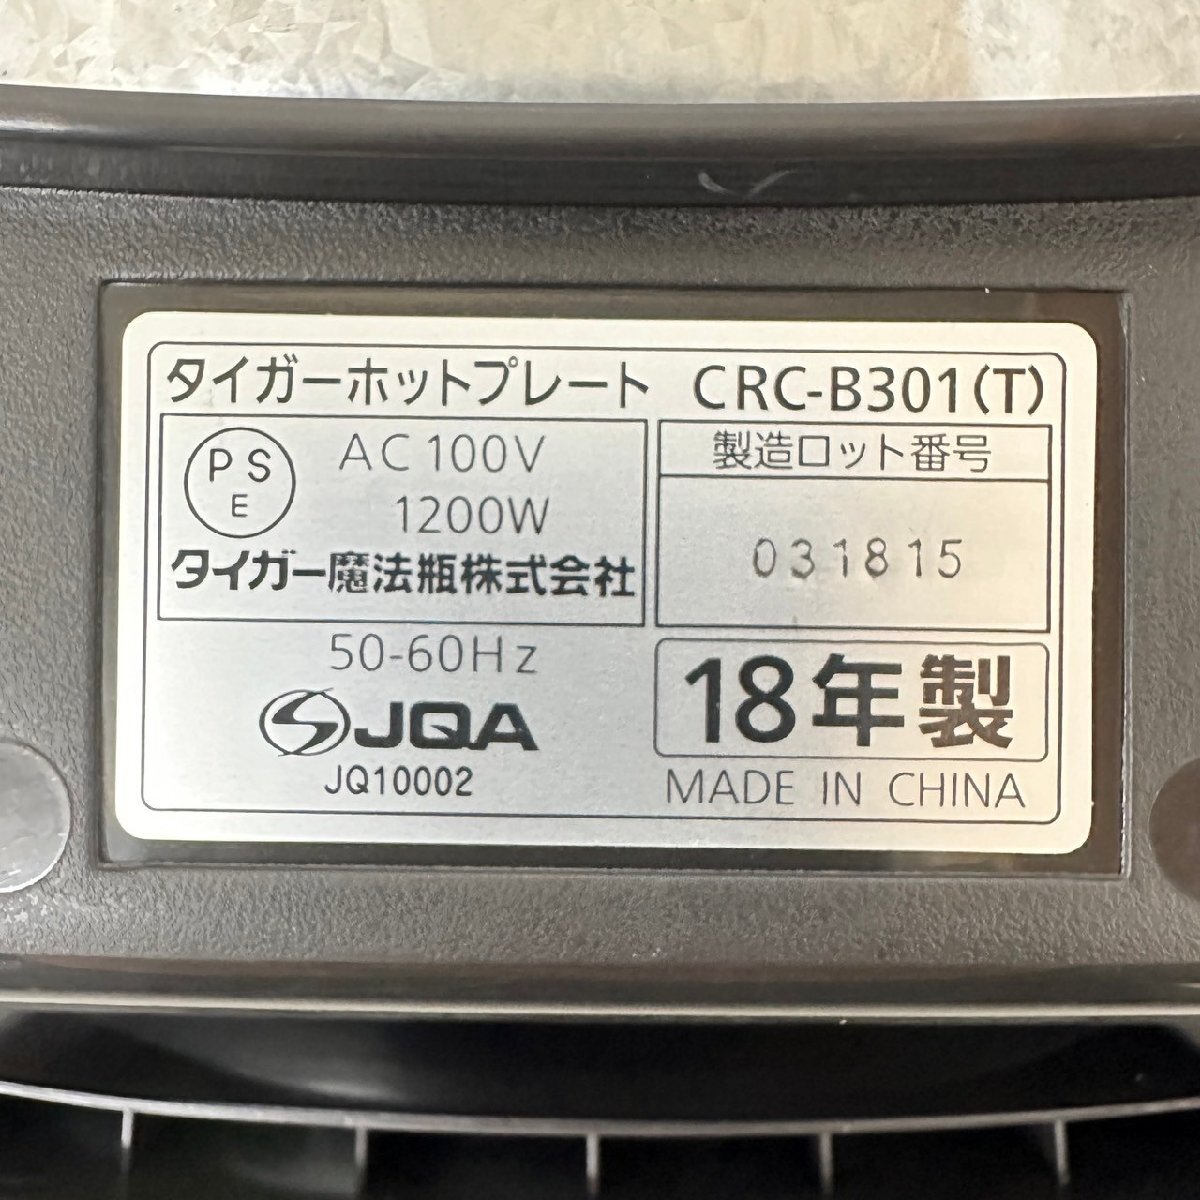 タイガーホットプレート CRC-B301(T)
PS
E
AC100V
1200W
タイガー魔法瓶株式会社
製造ロット番号
031815
50-60Hz
JQA
JQ10002
18年製
MADE IN CHINA